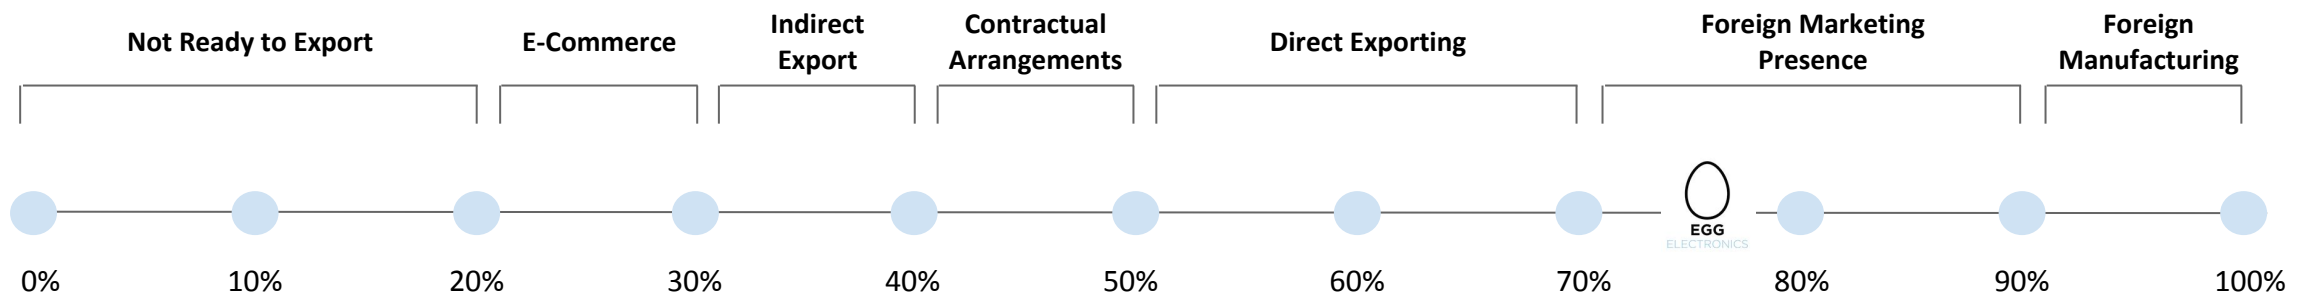 Not Ready to Export
E-Commerce
Indirect
Export
Contractual
Arrangements
Direct Exporting
Foreign Marketing
Presence
Foreign
Manufacturing
EGG
ELECTRONICS
0%
10%
20%
30%
40%
50%
60%
70%
80%
90%
100%